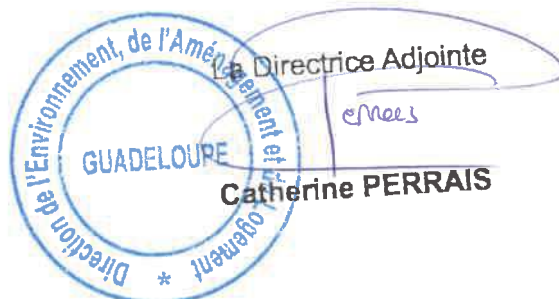 Direction de l'Environnement, de l'Aménagement et du Logement *
GUADELOUPE
La Directrice Adjointe
Catherine PERRAIS